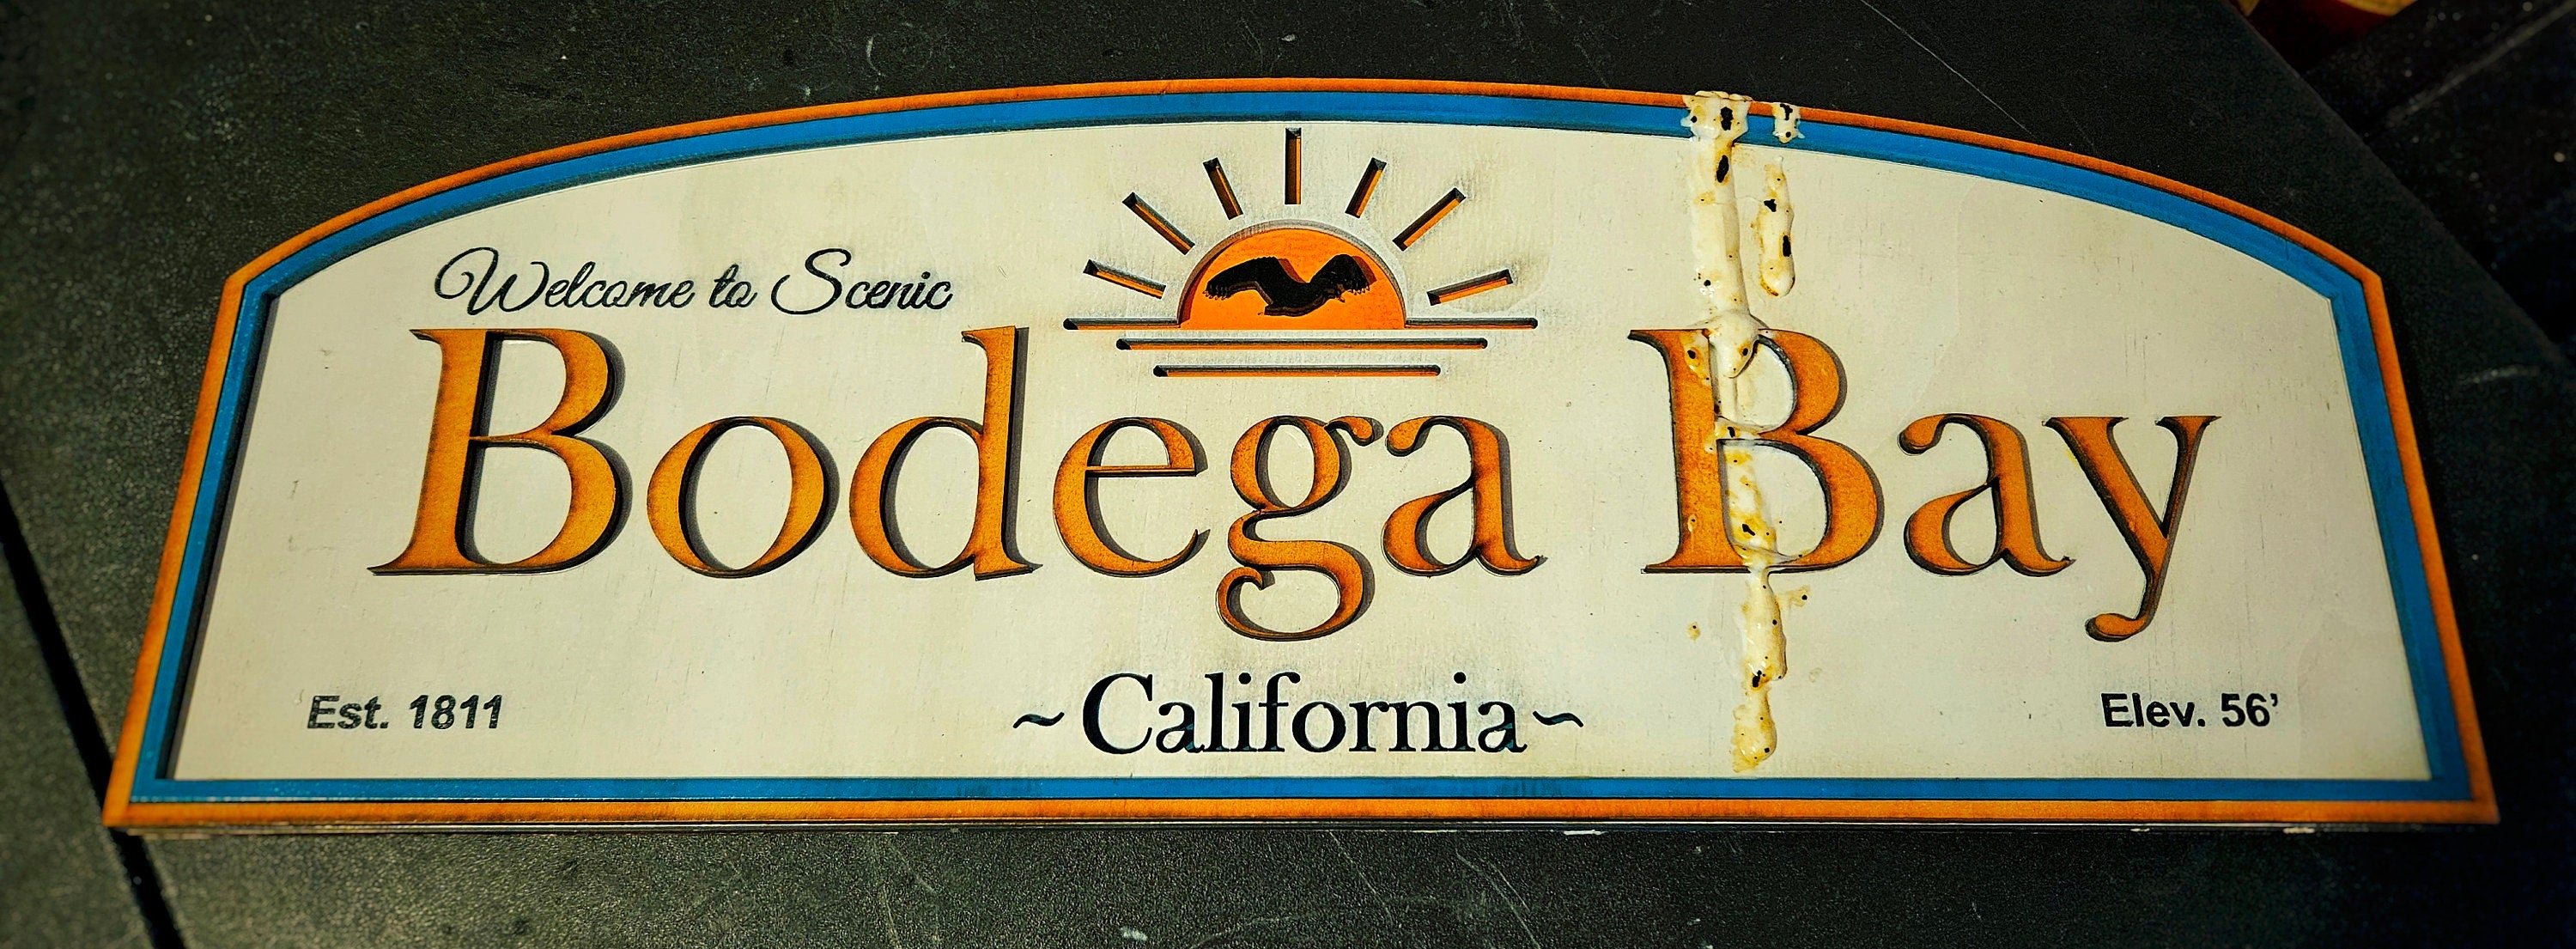 Welcome to Scenic
Bodega Bay
~California~
Est. 1811
Elev. 56'